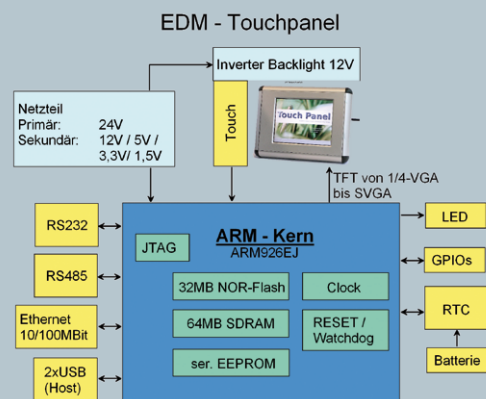 EDM - Touchpanel
Inverter Backlight 12V
Netzteil
Primär: 24V
Sekundär: 12V / 5V /
3,3V/ 1,5V
Touch
Touch Panel
TFT von 1/4-VGA
bis SVGA
ARM - Kern
ARM926EJ
JTAG
32MB NOR-Flash
Clock
64MB SDRAM
RESET /
Watchdog
ser. EEPROM
RS232
RS485
Ethernet
10/100MBit
2xUSB
(Host)
LED
GPIOs
RTC
Batterie